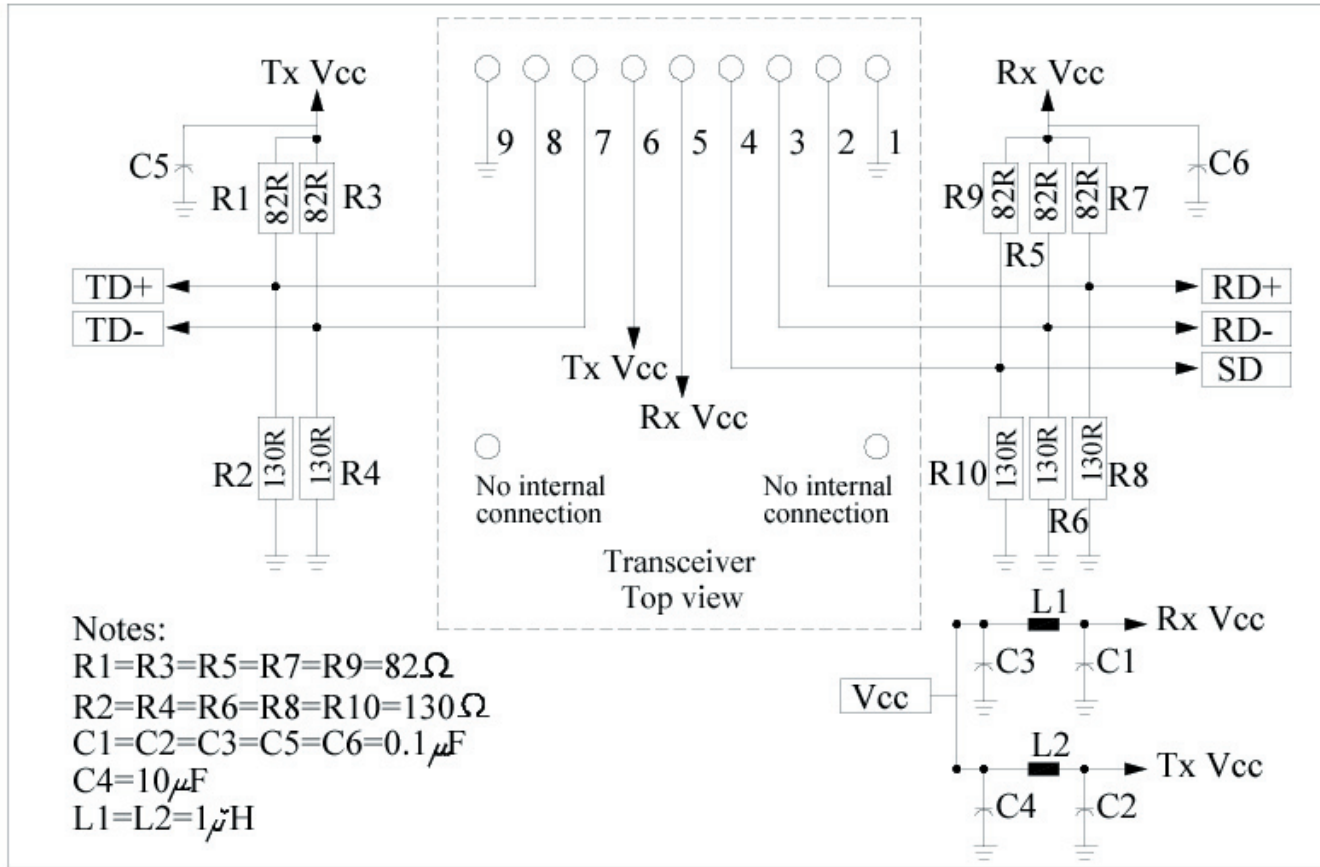 Tx Vcc
Rx Vcc
C5
R1
82R
82R
R3
9
8
7
6
5
4
3
2
1
R9
82R
82R
82R
R7
C6
R5
TD+
RD+
TD-
RD-
Tx Vcc
SD
Rx Vcc
R2
130R
130R
R4
No internal
connection
No internal
connection
R10
130R
130R
130R
R8
R6
Transceiver
Top view
Notes:
R1=R3=R5=R7=R9=82Ω
R2=R4=R6=R8=R10=130Ω
C1=C2=C3=C5=C6=0.1μF
C4=10μF
L1=L2=1μH
L1
Rx Vcc
C3
C1
Vcc
L2
Tx Vcc
C4
C2